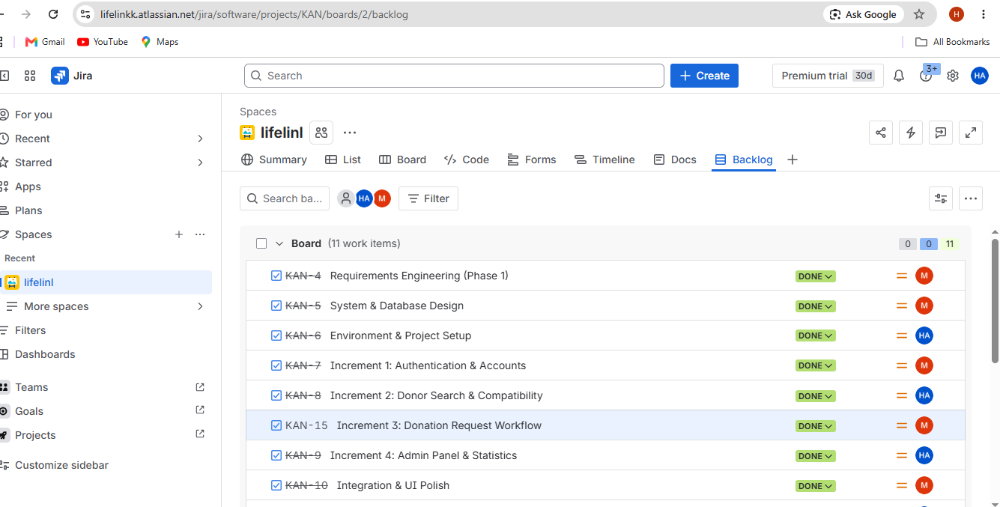 lifelinkk.atlassian.net/jira/software/projects/KAN/boards/2/backlog
Ask Google
H
Gmail
YouTube
Maps
All Bookmarks
Jira
Search
Create
Premium trial 30d
3+
HA
For you
Recent
Starred
Apps
Plans
Spaces
Recent
lifelinl
More spaces
Filters
Dashboards
Teams
Goals
Projects
Customize sidebar
Spaces
lifelinl
Summary
List
Board
Code
Forms
Timeline
Docs
Backlog
Search ba...
HA
M
Filter
Board (11 work items)
0 0 11
KAN-4 Requirements Engineering (Phase 1) DONE M
KAN-5 System & Database Design DONE M
KAN-6 Environment & Project Setup DONE HA
KAN-7 Increment 1: Authentication & Accounts DONE M
KAN-8 Increment 2: Donor Search & Compatibility DONE HA
KAN-15 Increment 3: Donation Request Workflow DONE M
KAN-9 Increment 4: Admin Panel & Statistics DONE HA
KAN-10 Integration & UI Polish DONE M